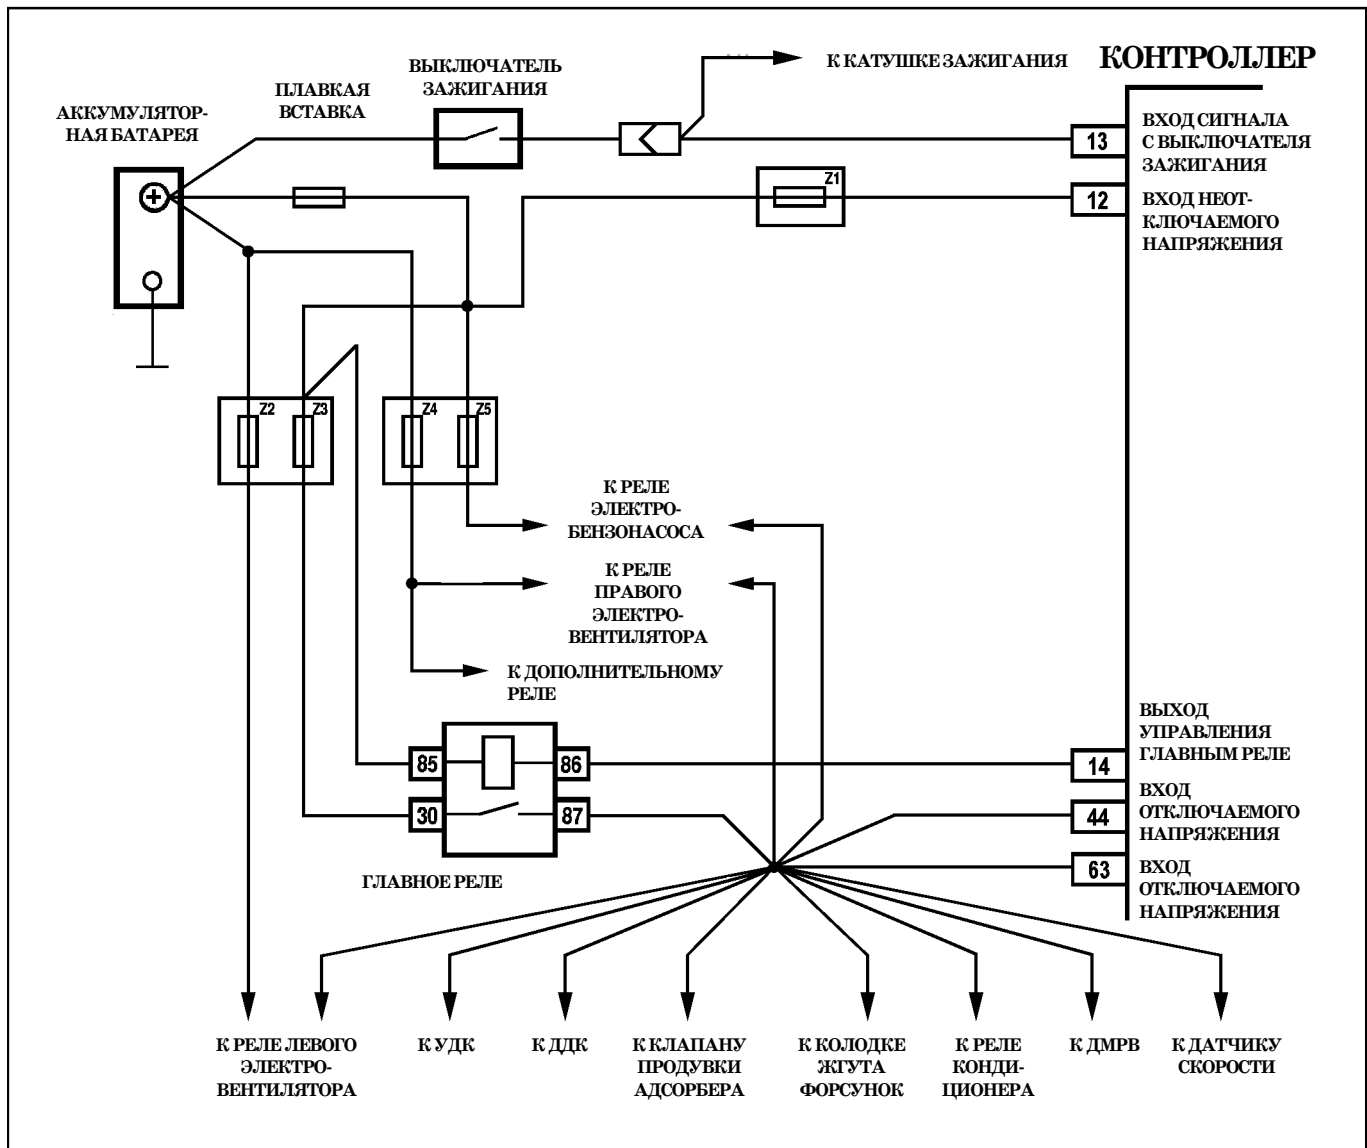 К КАТУШКЕ ЗАЖИГАНИЯ
КОНТРОЛЛЕР
ВЫКЛЮЧАТЕЛЬ
ЗАЖИГАНИЯ
ПЛАВКАЯ
ВСТАВКА
АККУМУЛЯТОР-
НАЯ БАТАРЕЯ
13
ВХОД СИГНАЛА
С ВЫКЛЮЧАТЕЛЯ
ЗАЖИГАНИЯ
Z1
12
ВХОД НЕОТ-
КЛЮЧАЕМОГО
НАПРЯЖЕНИЯ
Z2
Z3
Z4
Z5
К РЕЛЕ
ЭЛЕКТРО-
БЕНЗОНАСОСА
К РЕЛЕ
ПРАВОГО
ЭЛЕКТРО-
ВЕНТИЛЯТОРА
К ДОПОЛНИТЕЛЬНОМУ
РЕЛЕ
85
86
30
87
ГЛАВНОЕ РЕЛЕ
14
ВЫХОД
УПРАВЛЕНИЯ
ГЛАВНЫМ РЕЛЕ
44
ВХОД
ОТКЛЮЧАЕМОГО
НАПРЯЖЕНИЯ
63
ВХОД
ОТКЛЮЧАЕМОГО
НАПРЯЖЕНИЯ
К РЕЛЕ ЛЕВОГО
ЭЛЕКТРО-
ВЕНТИЛЯТОРА
К УДК
К ДДК
К КЛАПАНУ
ПРОДУВКИ
АДСОРБЕРА
К КОЛОДКЕ
ЖГУТА
ФОРСУНОК
К РЕЛЕ
КОНДИ-
ЦИОНЕРА
К ДМРВ
К ДАТЧИКУ
СКОРОСТИ